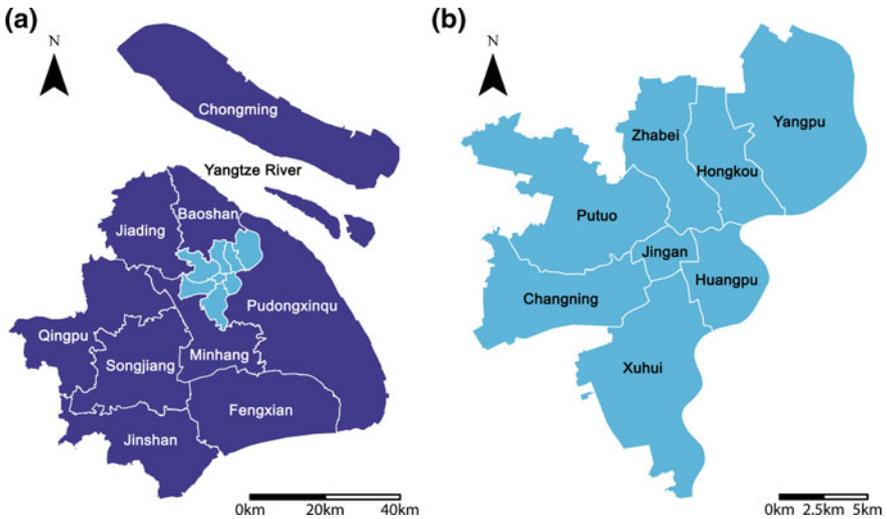 (a)
N
Chongming
Yangtze River
Baoshan
Jiading
Pudongxinqu
Qingpu
Minhang
Songjiang
Fengxian
Jinshan
0km 20km 40km
(b)
N
Yangpu
Zhabei
Hongkou
Putuo
Jingan
Huangpu
Changning
Xuhui
0km 2.5km 5km